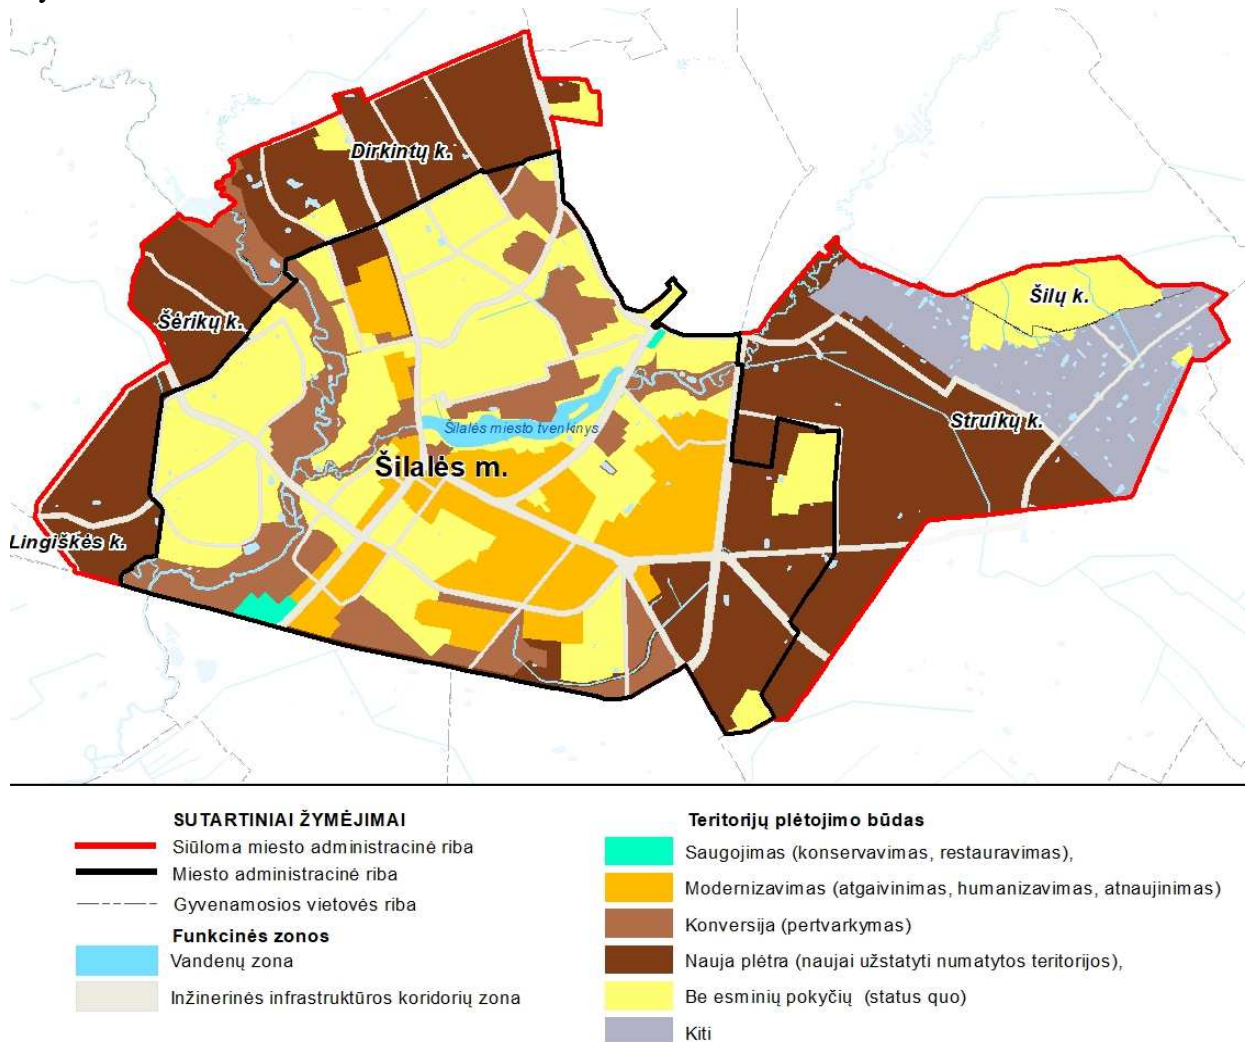 Dirkintų k.
Šėrikų k.
Šilų k.
Struikų k.
Šilalės miesto tvenkinys
Šilalės m.
Lingiškės k.
SUTARTINIAI ŽYMĖJIMAI
Siūloma miesto administracinė riba
Miesto administracinė riba
Gyvenamosios vietovės riba
Funkcinės zonos
Vandenų zona
Inžinerinės infrastruktūros koridorių zona
Teritorijų plėtojimo būdas
Saugojimas (konservavimas, restauravimas),
Modernizavimas (atgaivinimas, humanizavimas, atnaujinimas)
Konversija (pertvarkymas)
Nauja plėtra (naujai užstatyti numatytos teritorijos),
Be esminių pokyčių (status quo)
Kiti